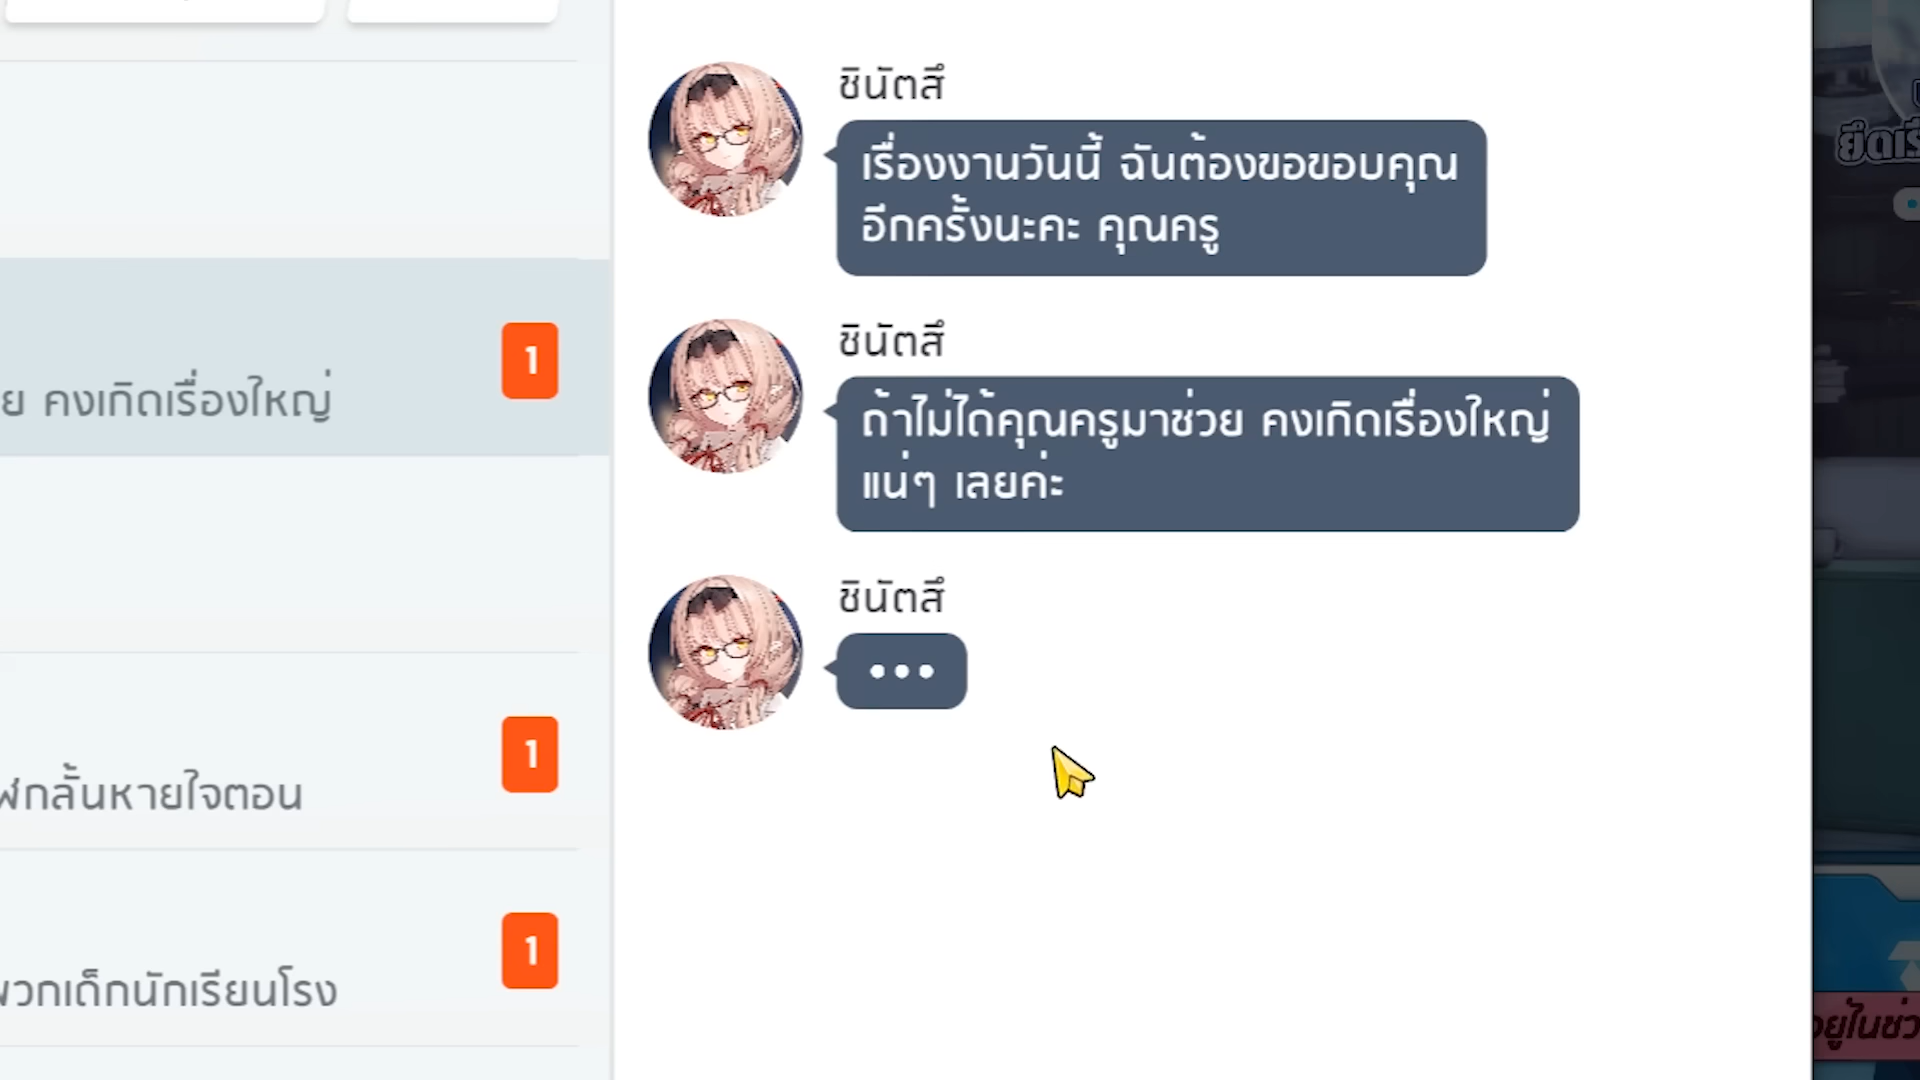 ชินัตสึ
เรื่องงานวันนี้ ฉันต้องขอขอบคุณ
อีกครั้งนะคะ คุณครู
1
คงเกิดเรื่องใหญ่
ชินัตสึ
ถ้าไม่ได้คุณครูมาช่วย คงเกิดเรื่องใหญ่
แน่ๆ เลยค่ะ
ชินัตสึ
•••
1
กลั้นหายใจตอน
1
พวกเด็กนักเรียนโรง